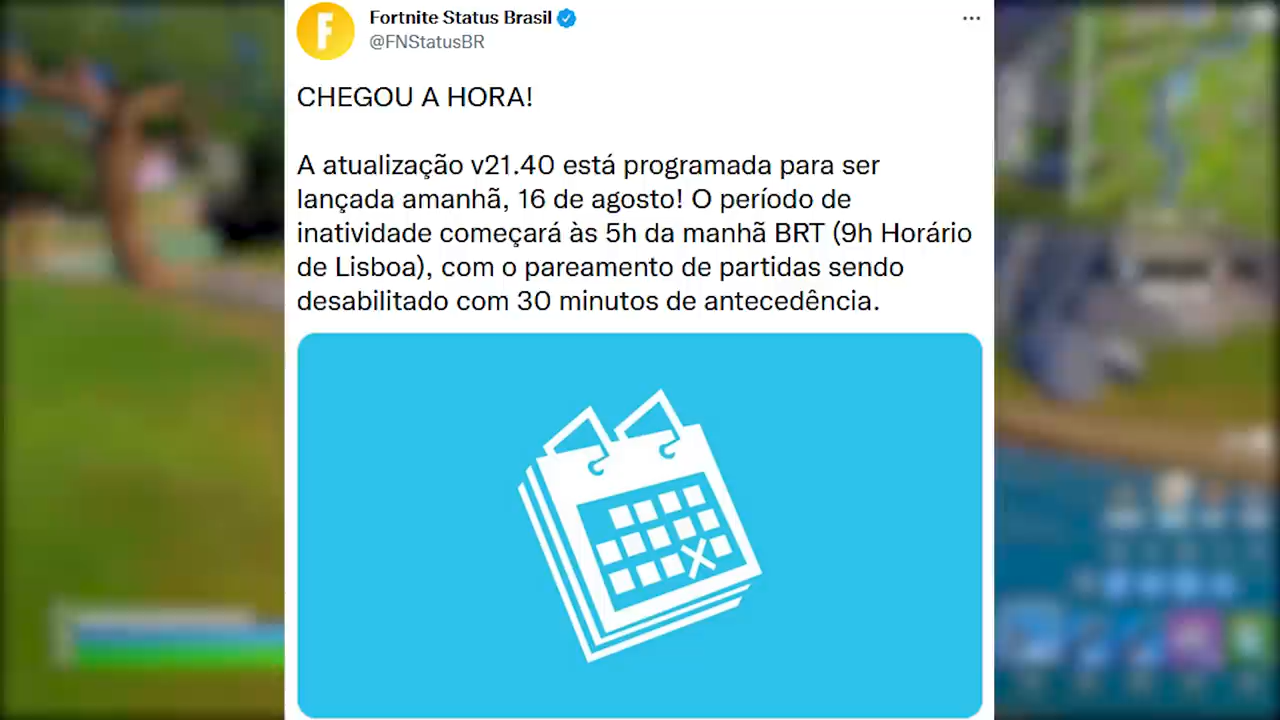 Fortnite Status Brasil
@FNStatusBR
CHEGOU A HORA!
A atualização v21.40 está programada para ser
lançada amanhã, 16 de agosto! O período de
inatividade começará às 5h da manhã BRT (9h Horário
de Lisboa), com o pareamento de partidas sendo
desabilitado com 30 minutos de antecedência.